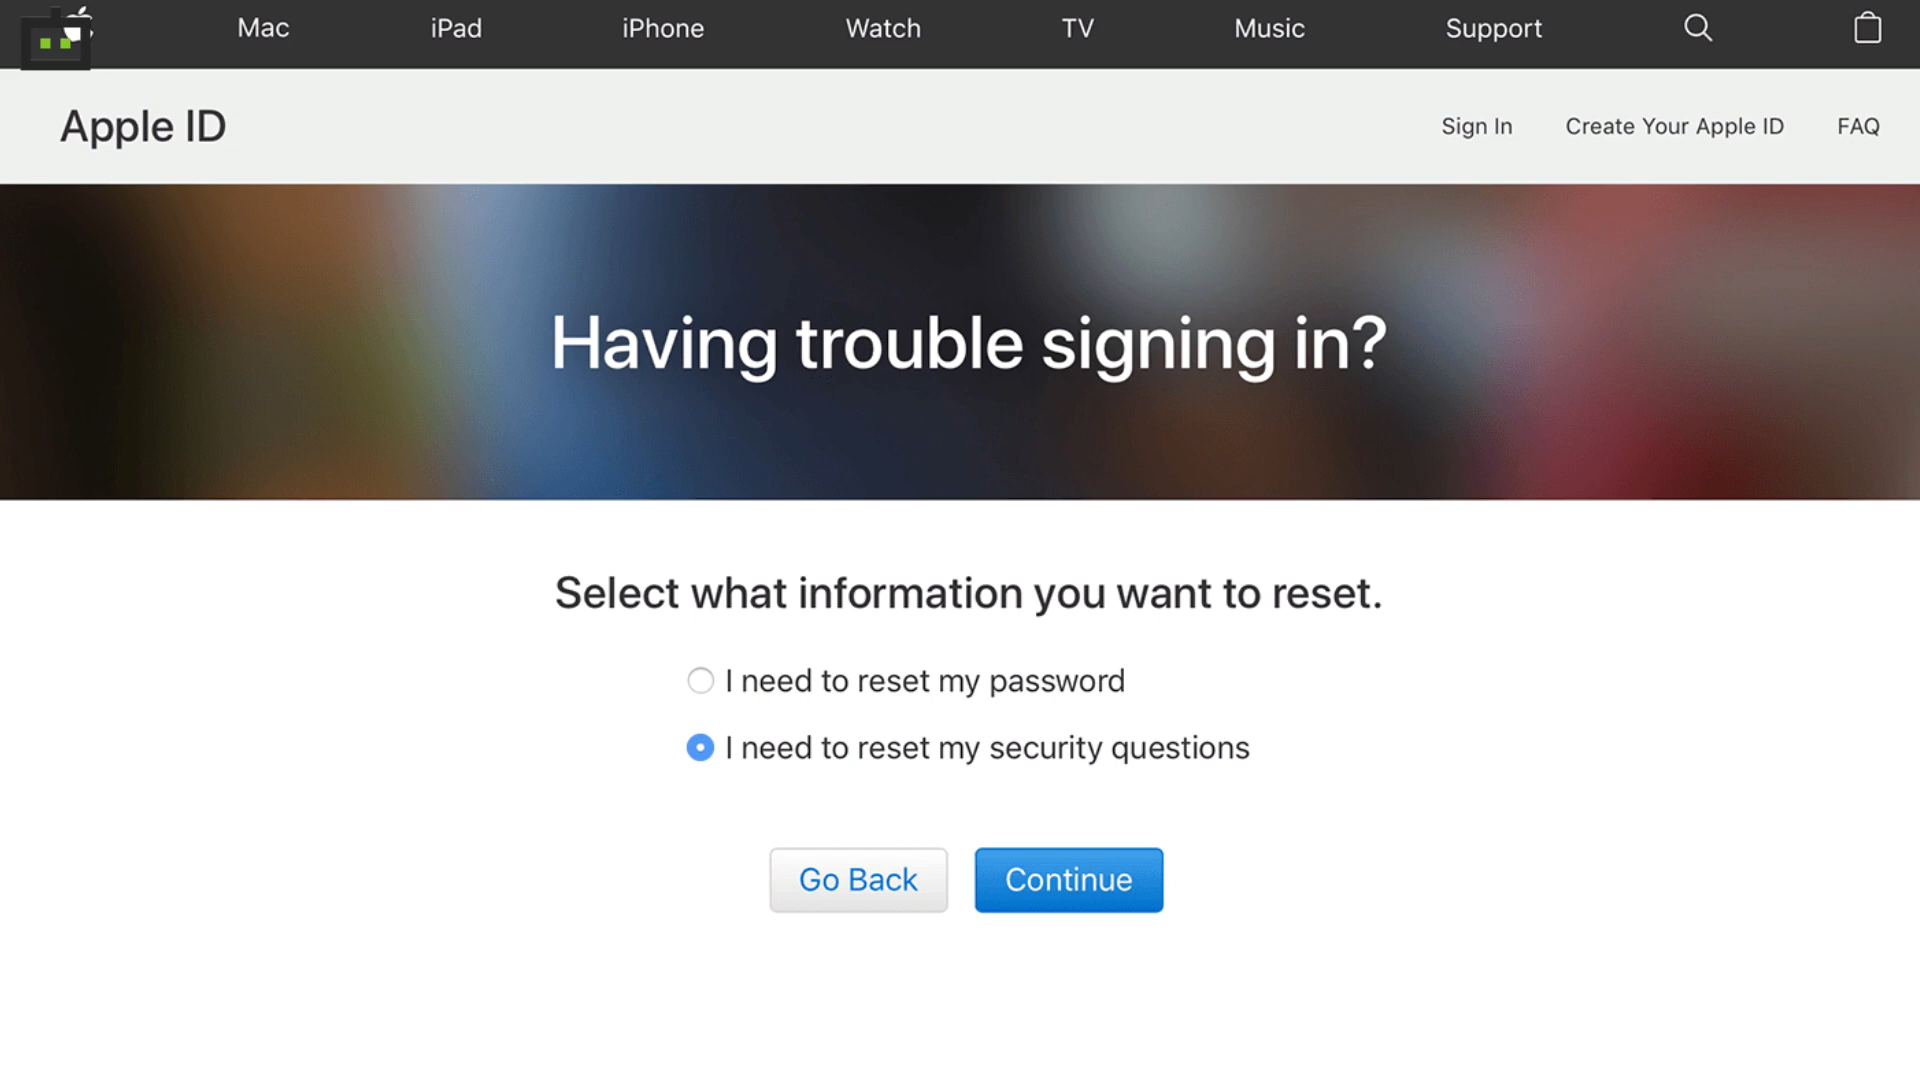 Mac iPad iPhone Watch TV Music Support
Apple ID Sign In Create Your Apple ID FAQ
Having trouble signing in?
Select what information you want to reset.
I need to reset my password
I need to reset my security questions
Go Back Continue